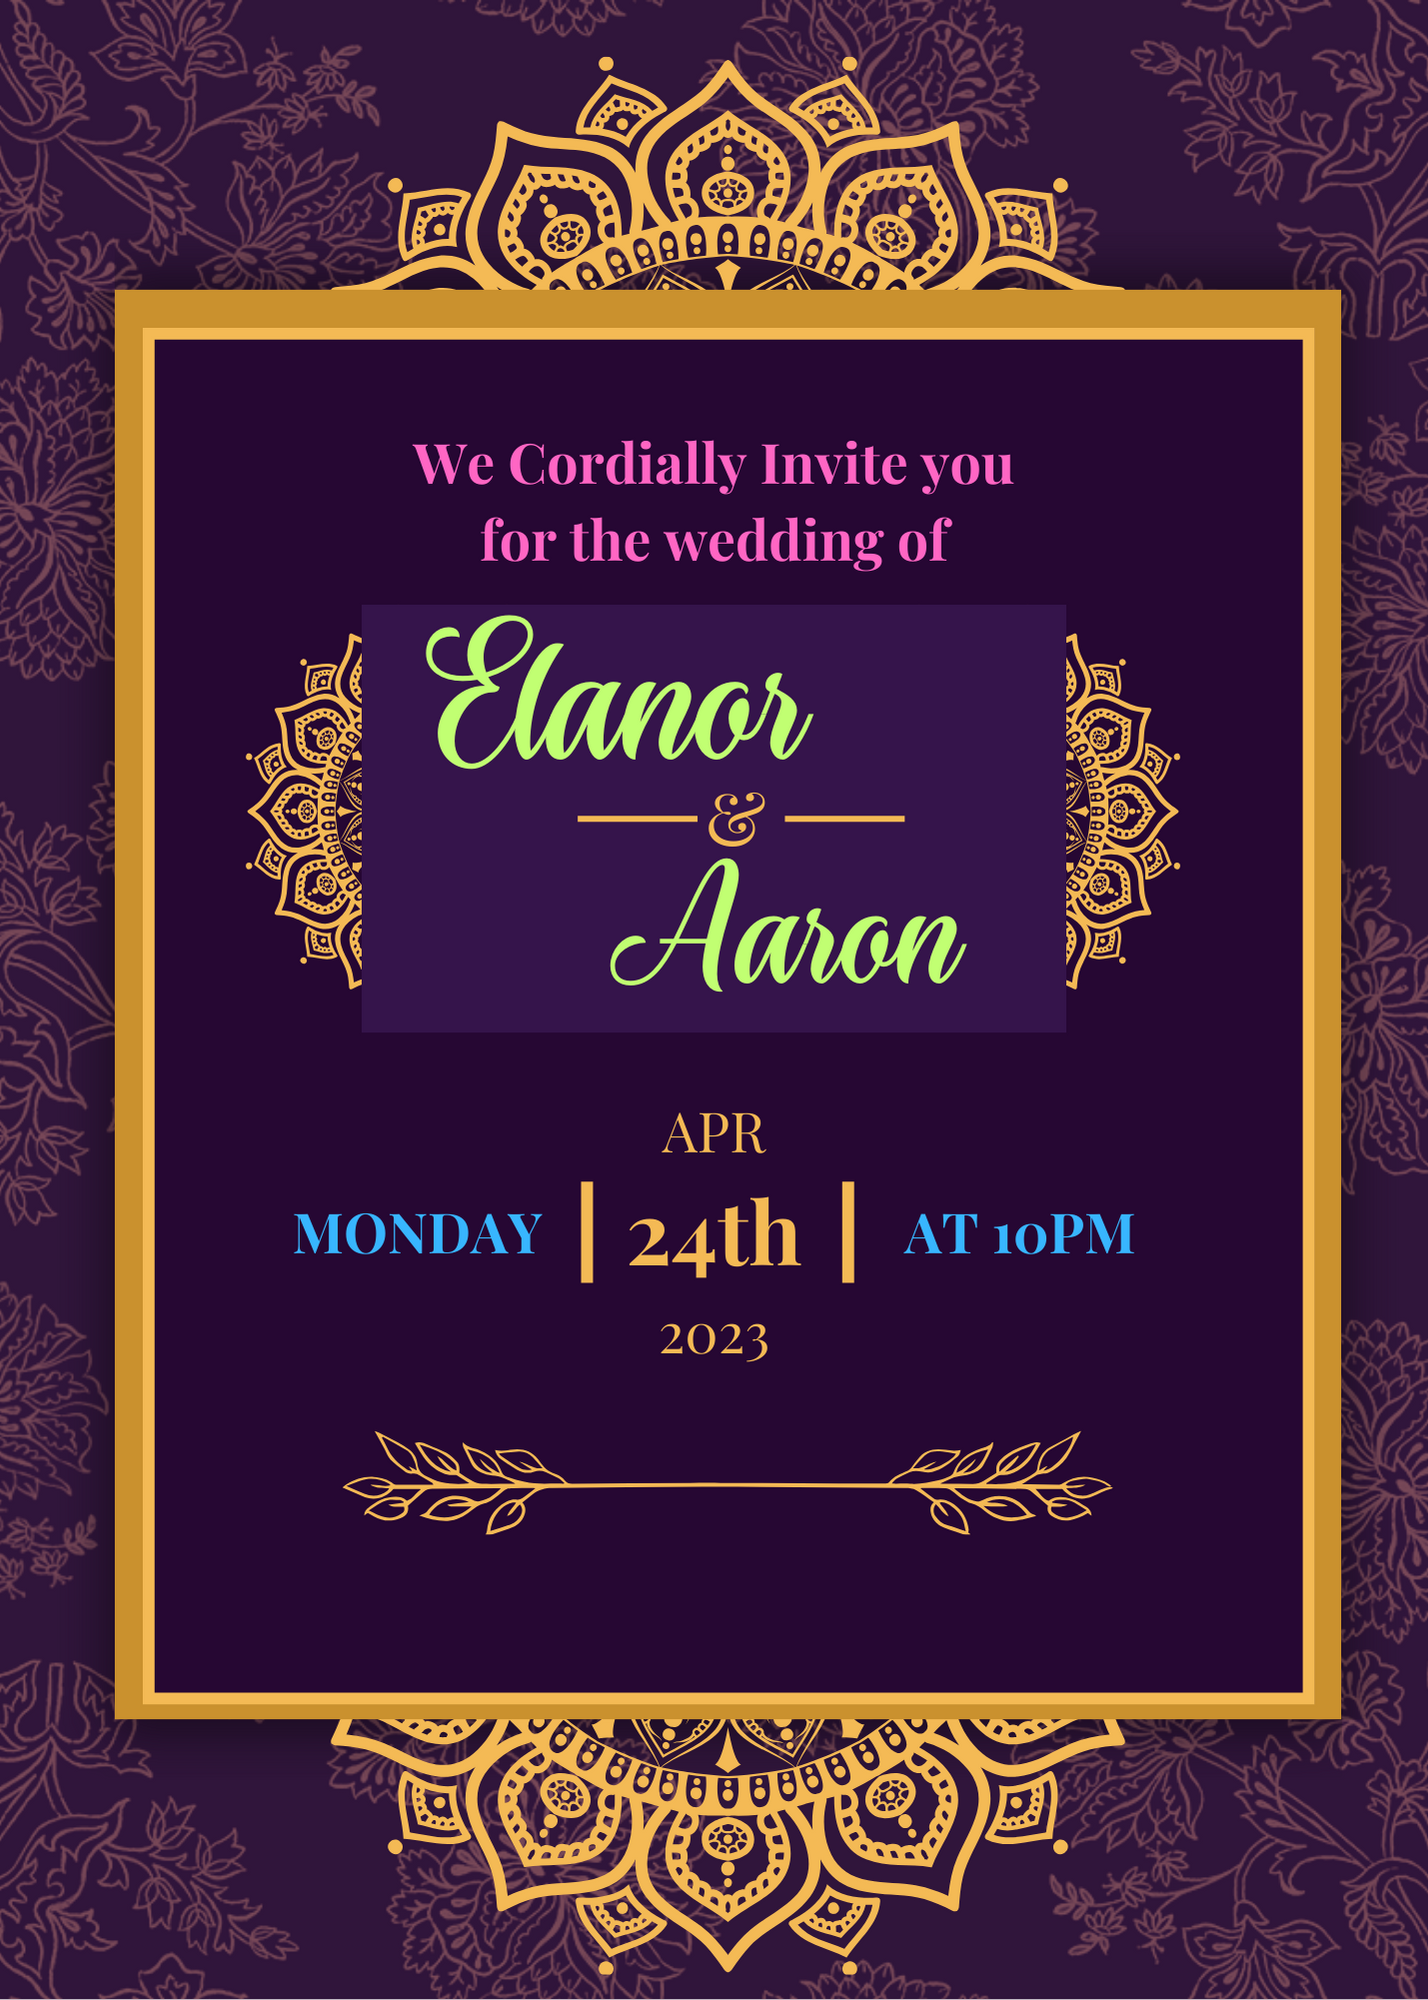 We Cordially Invite you
for the wedding of
Elanor
&
Aaron
APR
MONDAY | 24th | AT 10PM
2023